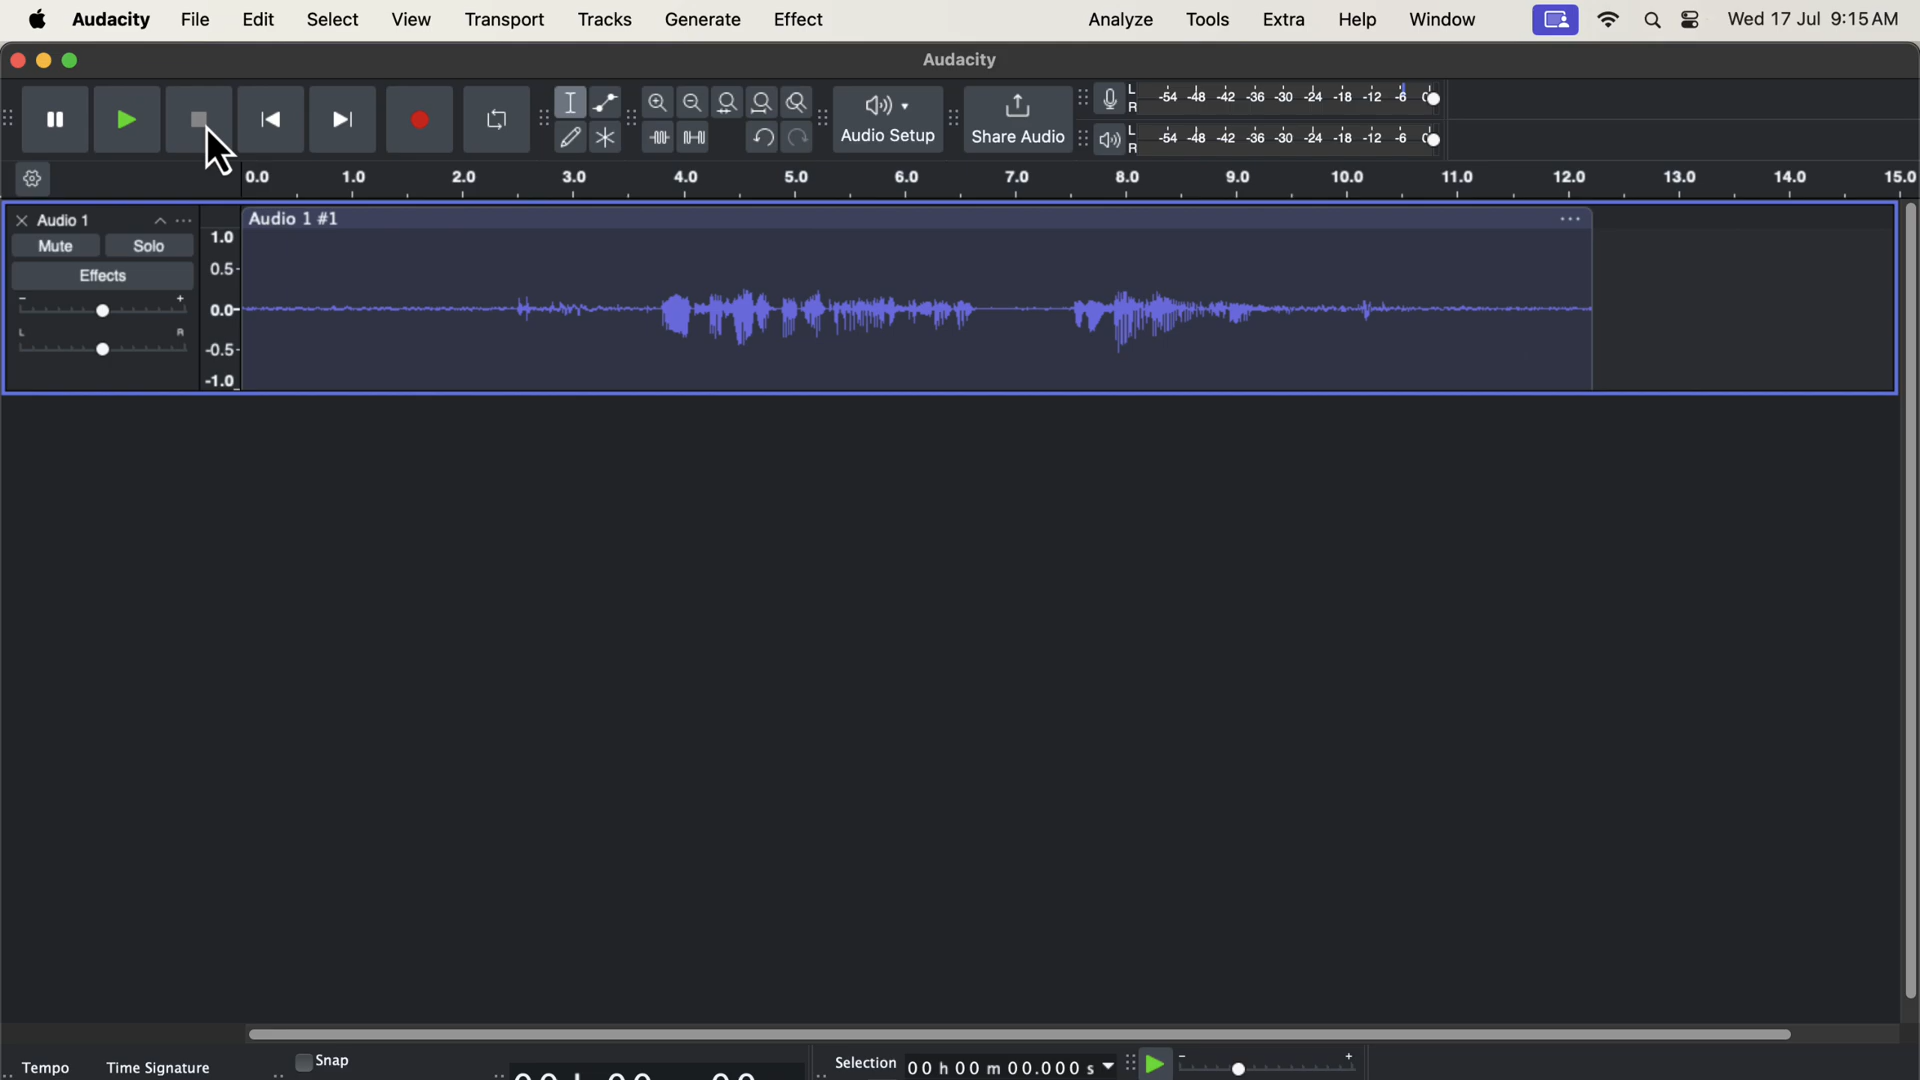 Audacity File Edit Select View Transport Tracks Generate Effect Analyze Tools Extra Help Window Wed 17 Jul 9:15 AM
Audacity
L -54 -48 -42 -36 -30 -24 -18 -12 -6
R
Audio Setup Share Audio
L -54 -48 -42 -36 -30 -24 -18 -12 -6
R
0.0 1.0 2.0 3.0 4.0 5.0 6.0 7.0 8.0 9.0 10.0 11.0 12.0 13.0 14.0 15.0
Audio 1 Audio 1 #1
Mute Solo
Effects
- +
L R
1.0
0.5-
0.0-
-0.5-
-1.0
Tempo Time Signature Snap Selection 00 h 00 m 00.000 s - +